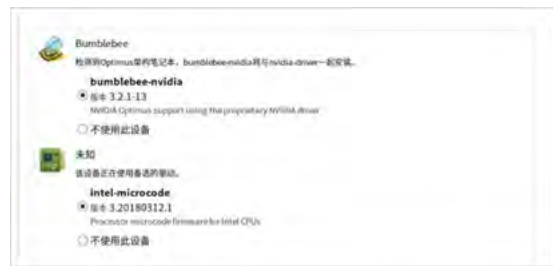 Bumblebee
检测到Optimus架构笔记本，bumblebee-nvidia将与nvidia-driver一起安装。
bumblebee-nvidia
版本 3.2.1-13
NVIDIA Optimus support using the proprietary NVIDIA driver
不使用此设备
未知
该设备正在使用备选的驱动。
intel-microcode
版本 3.20180312.1
Processor microcode firmware for Intel CPUs
不使用此设备